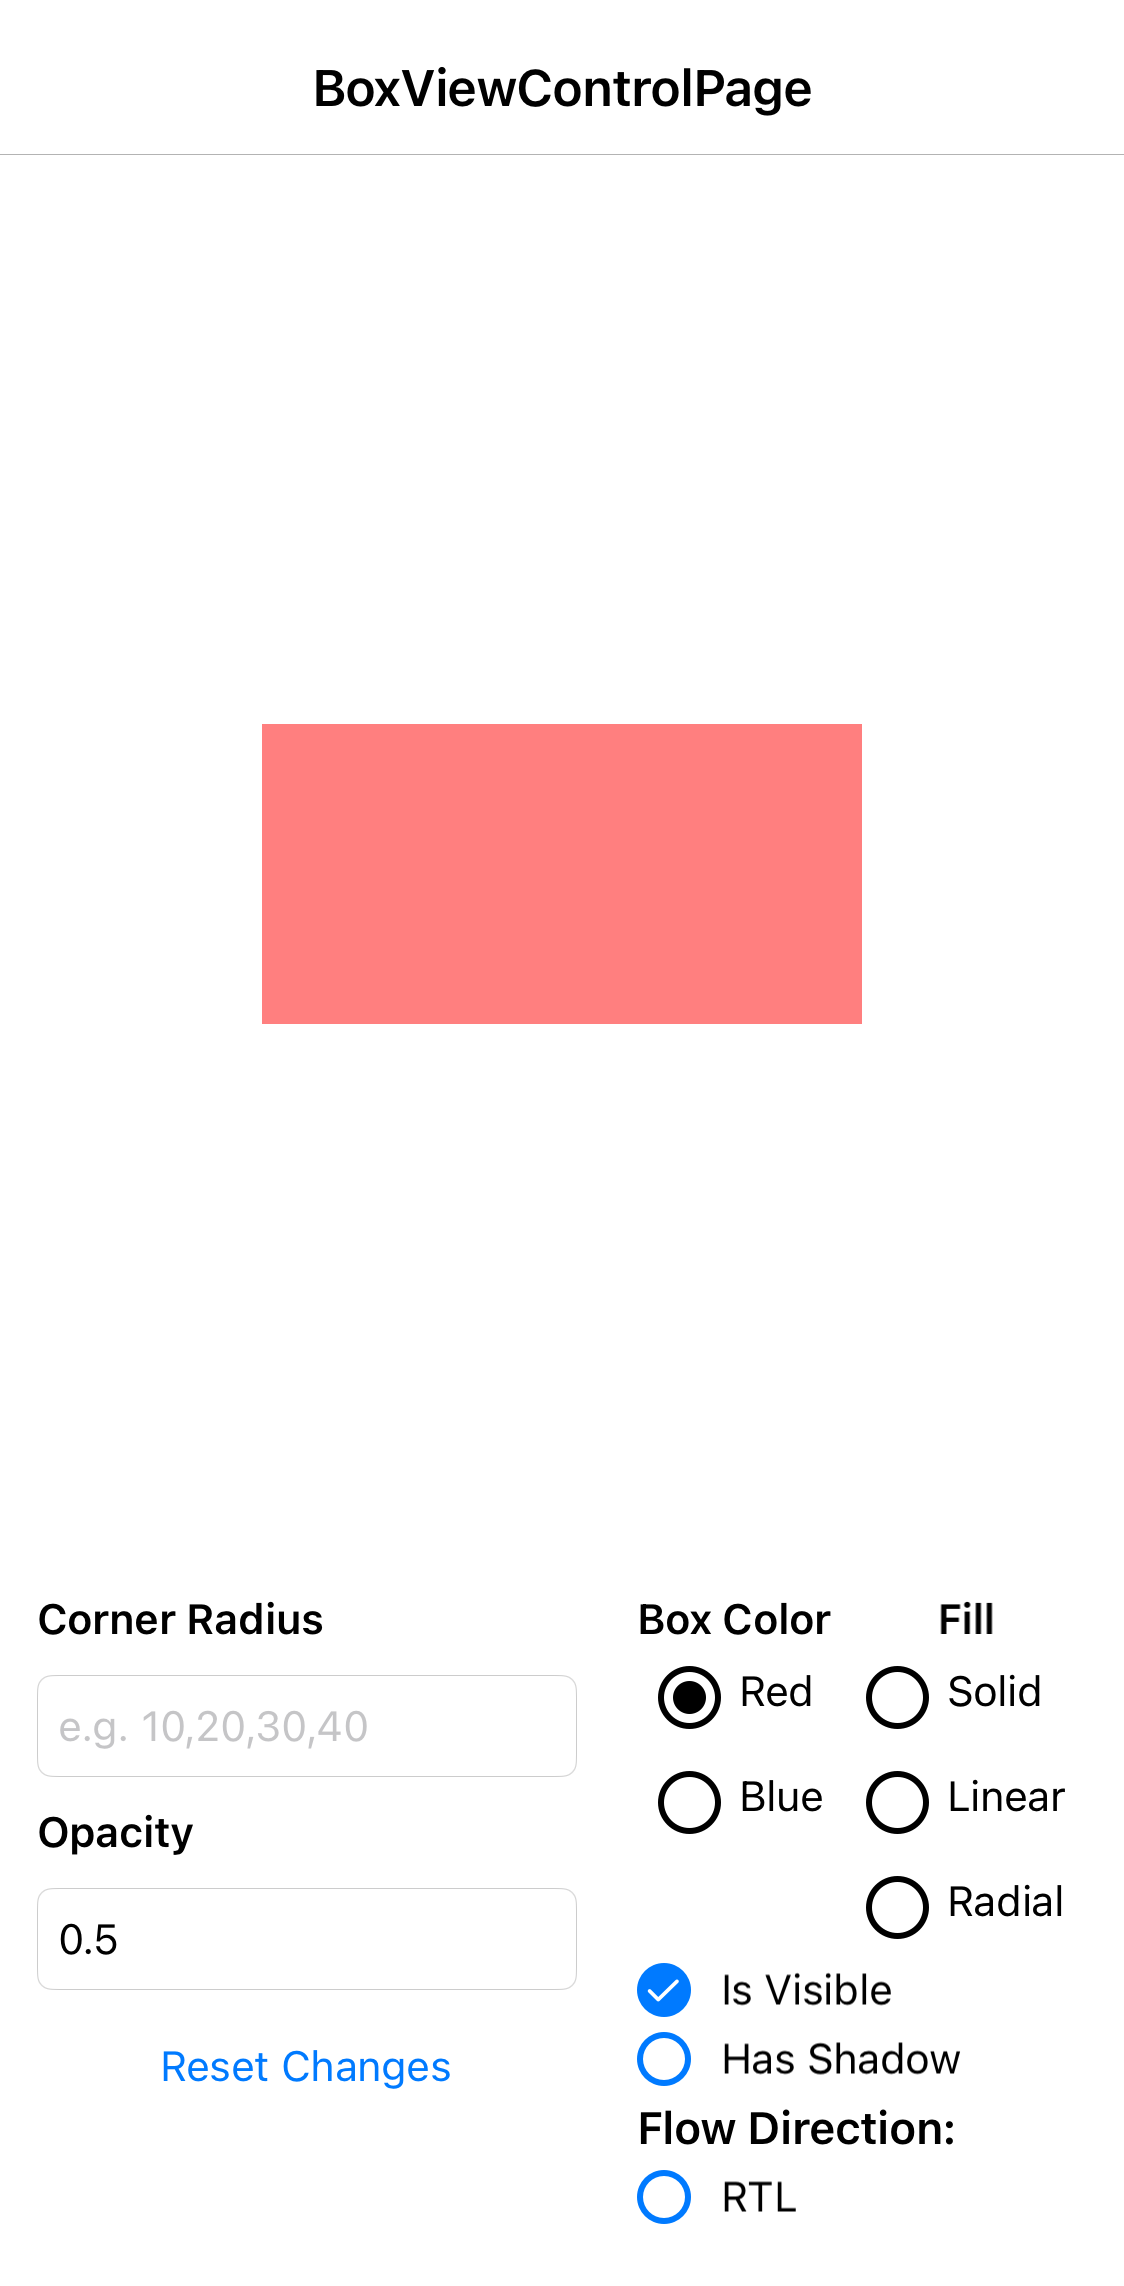 BoxViewControlPage
Corner Radius
e.g. 10,20,30,40
Opacity
0.5
Reset Changes
Box Color
Fill
Red
Solid
Blue
Linear
Radial
Is Visible
Has Shadow
Flow Direction:
RTL